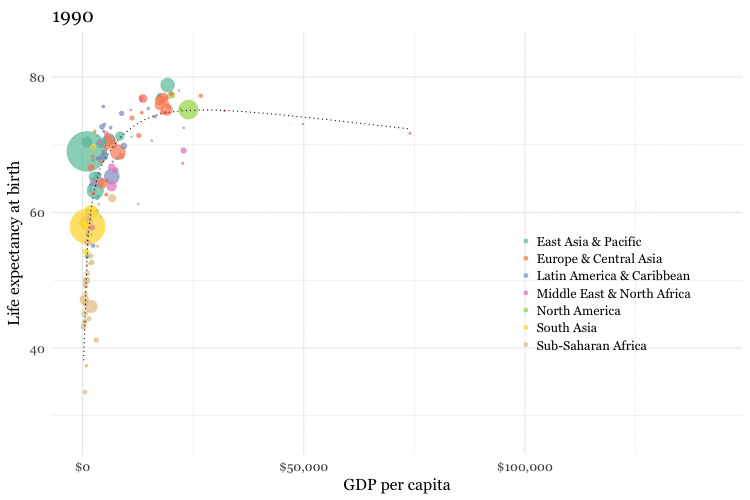 1990
80
60
40
Life expectancy at birth
East Asia & Pacific
Europe & Central Asia
Latin America & Caribbean
Middle East & North Africa
North America
South Asia
Sub-Saharan Africa
$0
$50,000
$100,000
GDP per capita